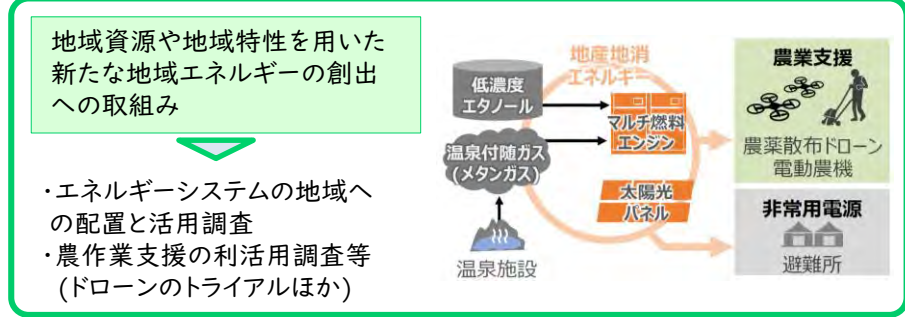 地域資源や地域特性を用いた
新たな地域エネルギーの創出
への取組み
・エネルギーシステムの地域へ
の配置と活用調査
・農作業支援の利活用調査等
(ドローンのトライアルほか)
地産地消
エネルギー
低濃度
エタノール
マルチ燃料
エンジン
温泉付随ガス
(メタンガス)
太陽光
パネル
温泉施設
農業支援
農薬散布ドローン
電動農機
非常用電源
避難所